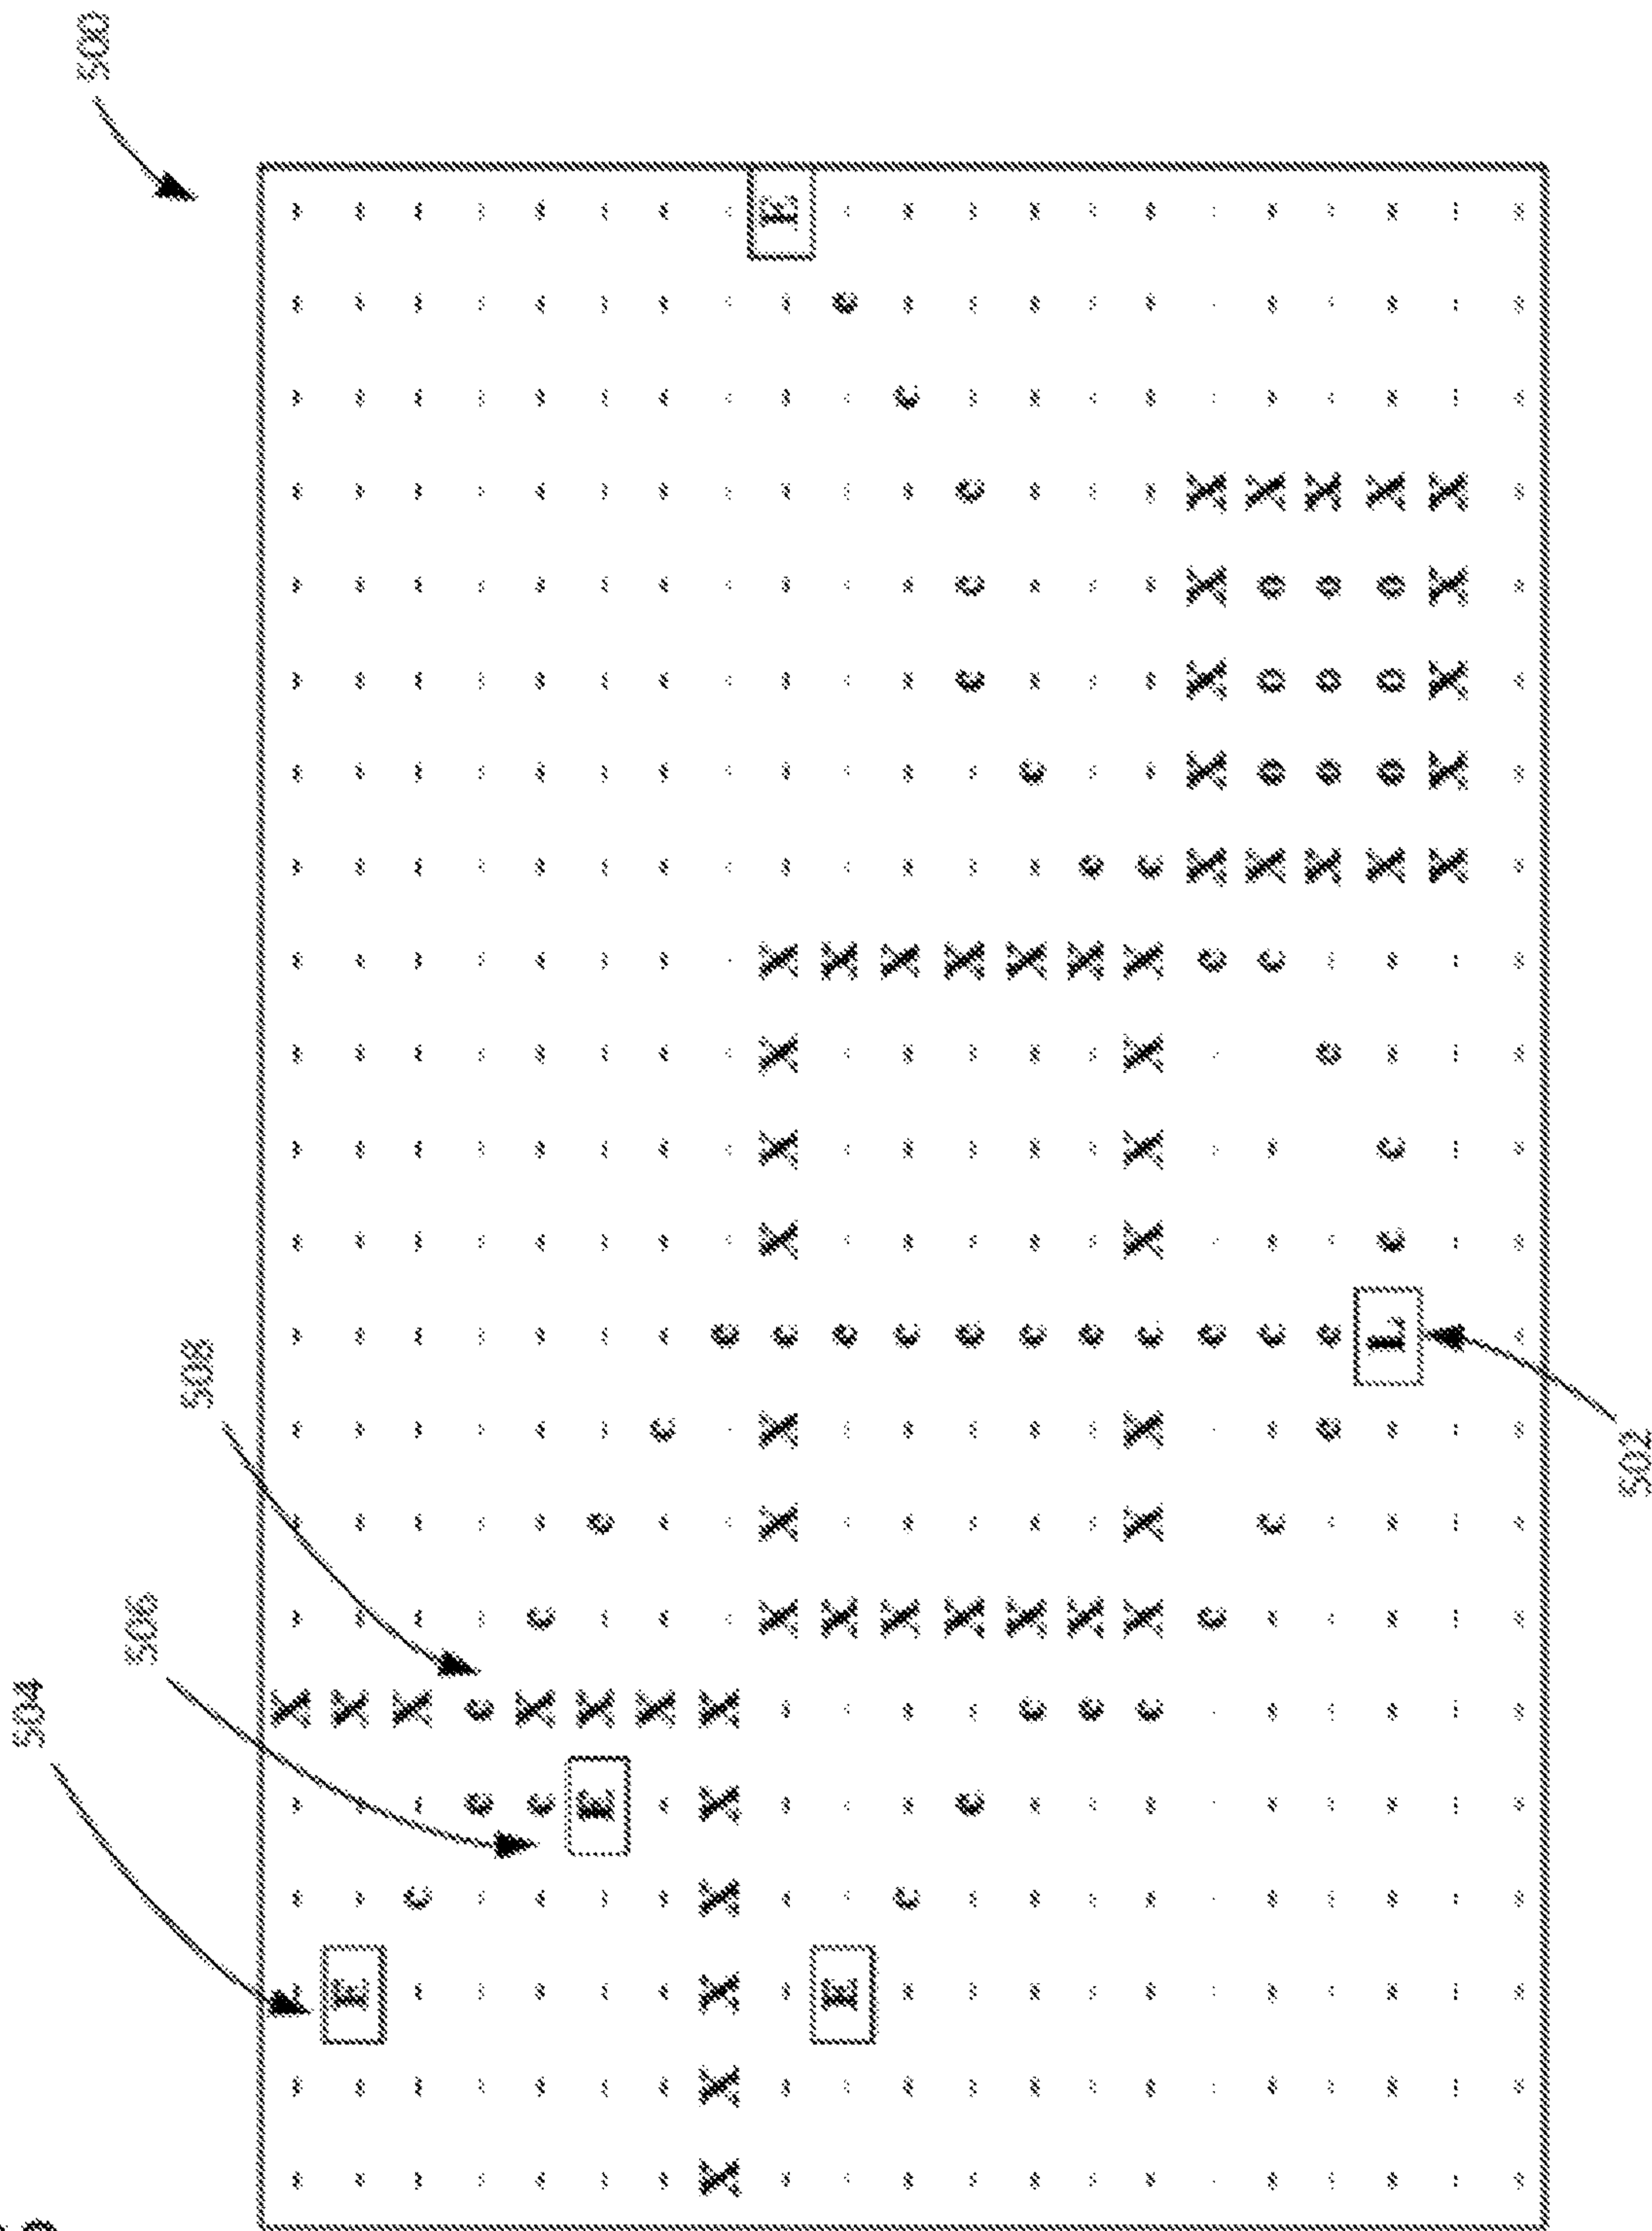 500
504
506
508
. . . . . X . . . . . . . . . . . . . . . .
. . E . . X . . . . . . . . . . . . . . . .
. . . e . X . . . . . . . . . . . . . . . .
. . . . e e . . . . . . . . . . . . . . . .
. . . . e X e . . . . . . . . . . . . . . .
. . . . E X . e . . . . . . . . . . . . . .
. . . . . X . . e . . . . . . . . . . . . .
X X X X X X . . . e . . . . . . . . . . . .
. . . . . . X X X e X X X X . . . . . . . E
. . E . . . X . . e . . . X . . . . . . e .
. . . e . . X . . e . . . X . . . . . e . .
. . . . e . X . . e . . . X . . e e e . . .
. . . . . e X . . e . . . X . e . . . . . .
. . . . . e X . . e . . . X e . . . . . . .
. . . . . e X X X e X X X X e . . . . . . .
. . . . . . e . . e . . . e X X X X X . . .
. . . . . . . e . e . . . e X o o o X . . .
. . . . . . . . e e . . e . X o o o X . . .
. . . . . . . . . L e e . . X o o o X . . .
. . . . . . . . . . . . . . X X X X X . . .
. . . . . . . . . . . . . . . . . . . . . .
502